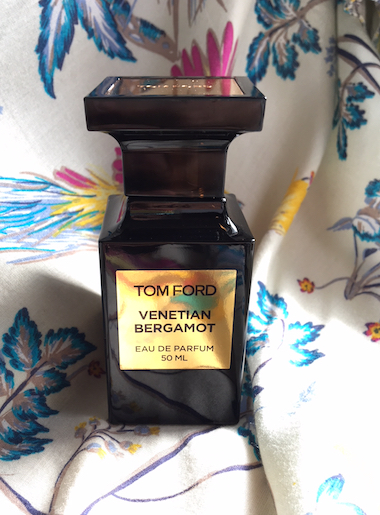 TOM FORD
VENETIAN
BERGAMOT
EAU DE PARFUM
50 ML